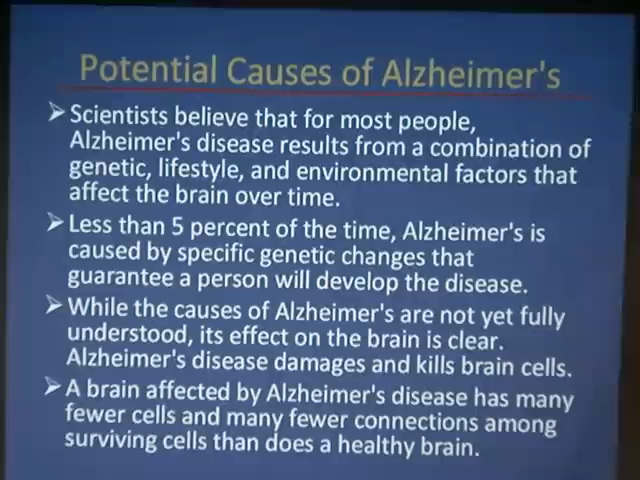 Potential Causes of Alzheimer's
➢Scientists believe that for most people,
Alzheimer's disease results from a combination of
genetic, lifestyle, and environmental factors that
affect the brain over time.
➢Less than 5 percent of the time, Alzheimer's is
caused by specific genetic changes that
guarantee a person will develop the disease.
➢While the causes of Alzheimer's are not yet fully
understood, its effect on the brain is clear.
Alzheimer's disease damages and kills brain cells.
➢A brain affected by Alzheimer's disease has many
fewer cells and many fewer connections among
surviving cells than does a healthy brain.